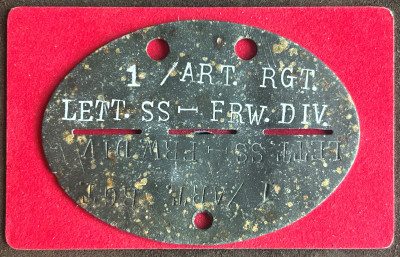 1 /ART. RGT.
LETT. SS- FRW. DIV.
LETT. SS- FRW. DIV.
1 /ART. RGT.